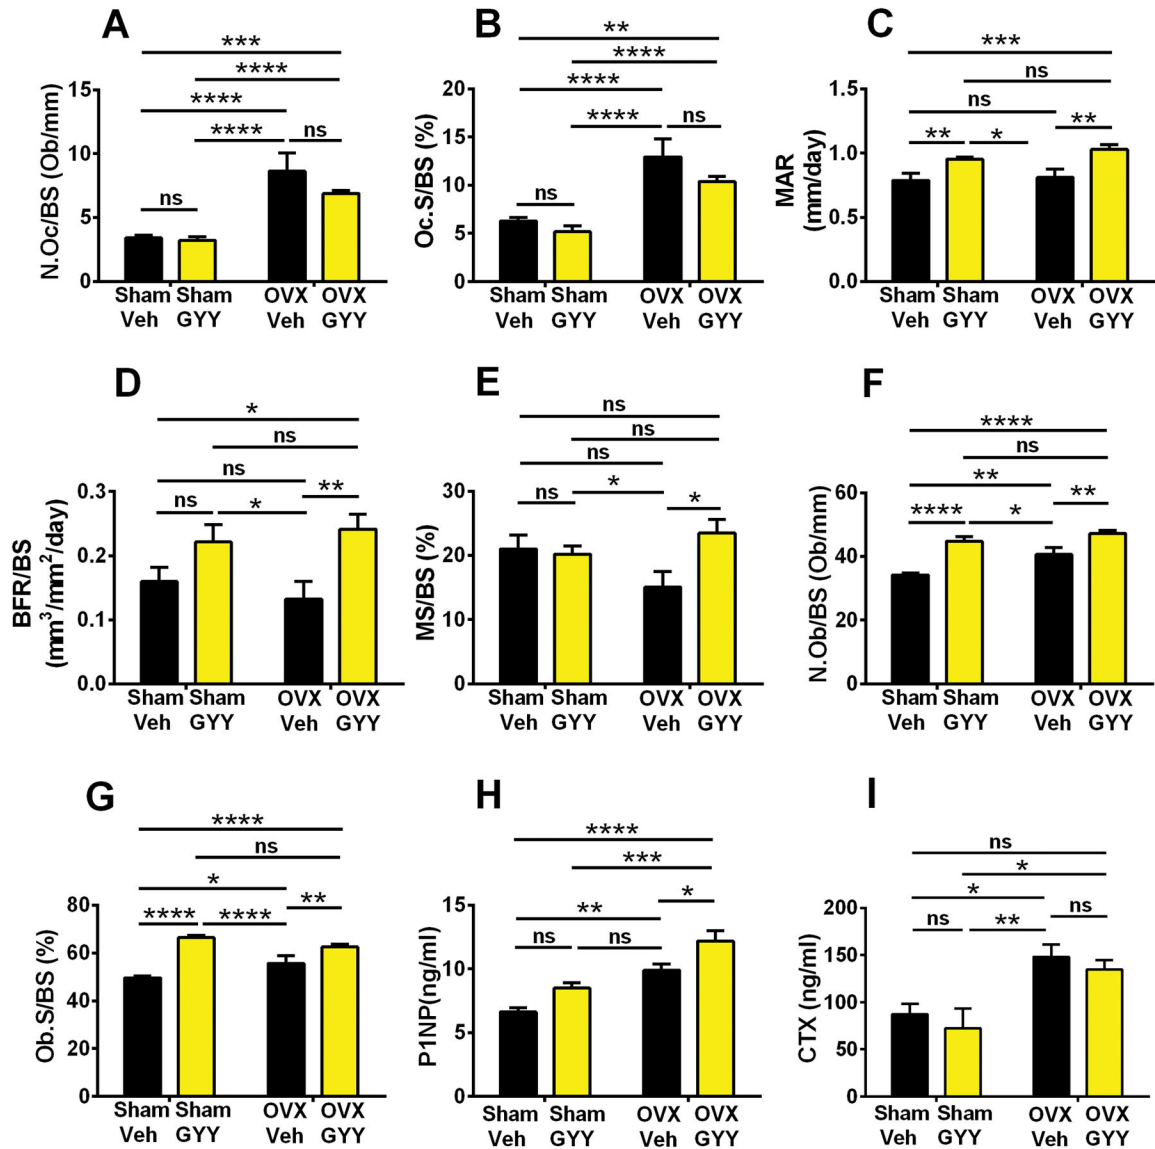 A
***
****
****
**** ns
ns
N.Oc/BS (Ob/mm)
15
10
5
0
Sham Sham OVX OVX
Veh GYY Veh GYY
B
**
****
****
**** ns
ns
Oc.S/BS (%)
20
15
10
5
0
Sham Sham OVX OVX
Veh GYY Veh GYY
C
***
ns
ns
** * **
MAR
(mm/day)
1.5
1.0
0.5
0.0
Sham Sham OVX OVX
Veh GYY Veh GYY
D
*
ns
ns
ns * **
BFR/BS
(mm³/mm²/day)
0.3
0.2
0.1
0.0
Sham Sham OVX OVX
Veh GYY Veh GYY
E
ns
ns
ns
ns * *
MS/BS (%)
30
20
10
0
Sham Sham OVX OVX
Veh GYY Veh GYY
F
****
ns
**
**** * **
N.Ob/BS (Ob/mm)
60
40
20
0
Sham Sham OVX OVX
Veh GYY Veh GYY
G
****
ns
*
**** **** **
Ob.S/BS (%)
80
60
40
20
0
Sham Sham OVX OVX
Veh GYY Veh GYY
H
****
***
**
ns ns *
P1NP(ng/ml)
15
10
5
0
Sham Sham OVX OVX
Veh GYY Veh GYY
I
ns
*
*
ns ** ns
CTX (ng/ml)
200
150
100
50
0
Sham Sham OVX OVX
Veh GYY Veh GYY